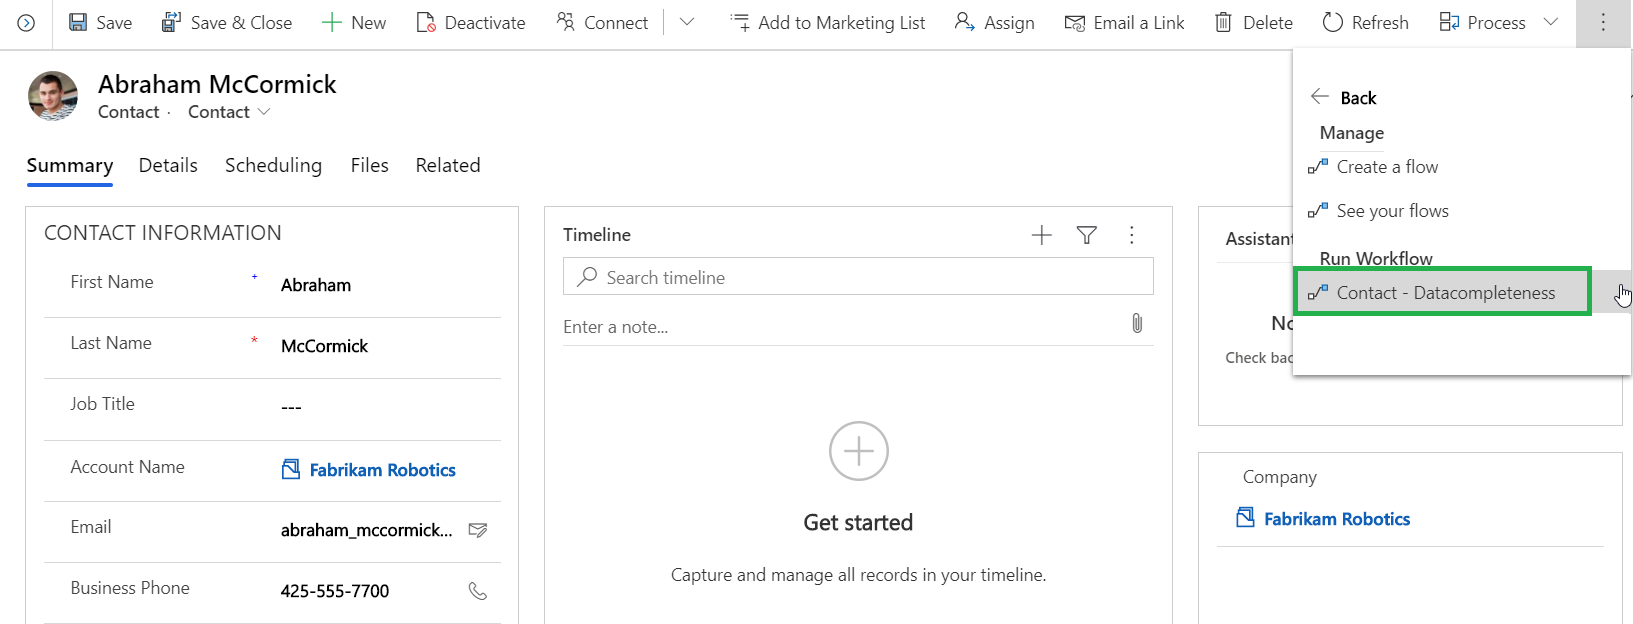 Save
Save & Close
New
Deactivate
Connect
Add to Marketing List
Assign
Email a Link
Delete
Refresh
Process
Abraham McCormick
Contact · Contact
Summary
Details
Scheduling
Files
Related
CONTACT INFORMATION
First Name + Abraham
Last Name * McCormick
Job Title ---
Account Name Fabrikam Robotics
Email abraham_mccormick...
Business Phone 425-555-7700
Timeline
Search timeline
Enter a note...
Get started
Capture and manage all records in your timeline.
Assistant
Check
Company
Fabrikam Robotics
Back
Manage
Create a flow
See your flows
Run Workflow
Contact - Datacompleteness